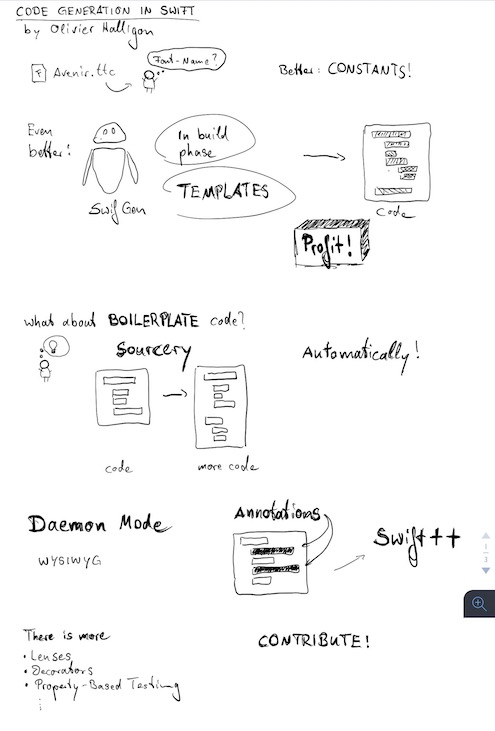 CODE GENERATION IN SWIFT
by Olivier Halligon
F Avenir.ttc
Font-Name?
Better: CONSTANTS!
Even
better!
In build
phase
TEMPLATES
SwifGen
Code
Profit!
What about BOILERPLATE code?
Sourcery
Automatically!
code
more code
Daemon Mode
WYSIWYG
Annotations
Swift++
There is more
• Lenses
• Decorators
• Property-Based Testing
CONTRIBUTE!
1
3